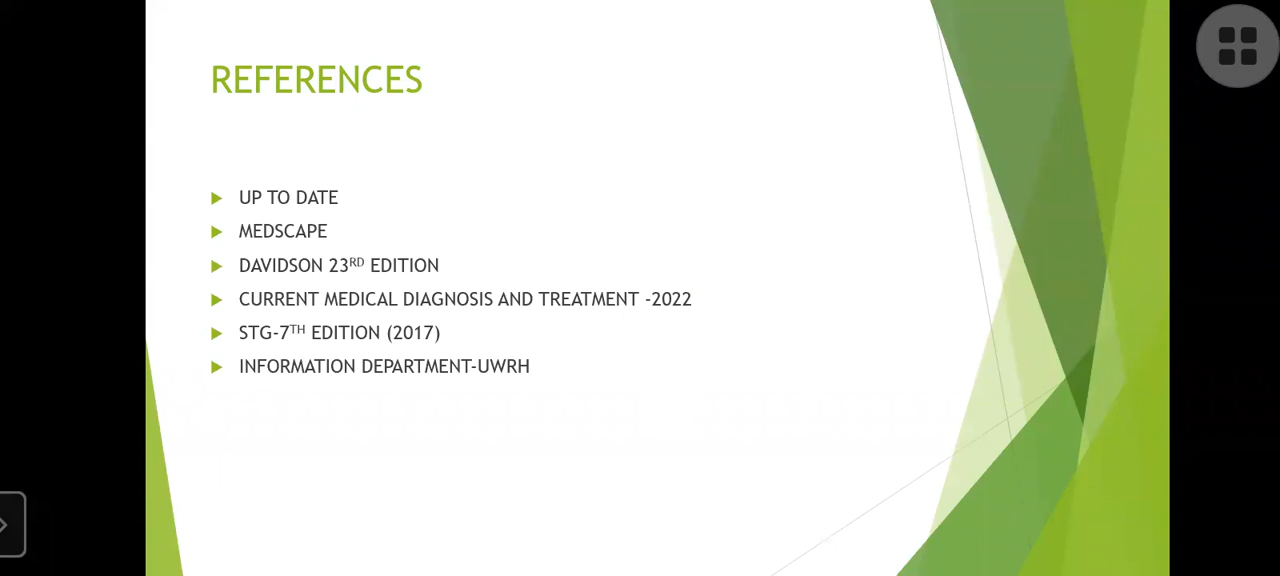 REFERENCES
UP TO DATE
MEDSCAPE
DAVIDSON 23RD EDITION
CURRENT MEDICAL DIAGNOSIS AND TREATMENT -2022
STG-7TH EDITION (2017)
INFORMATION DEPARTMENT-UWRH